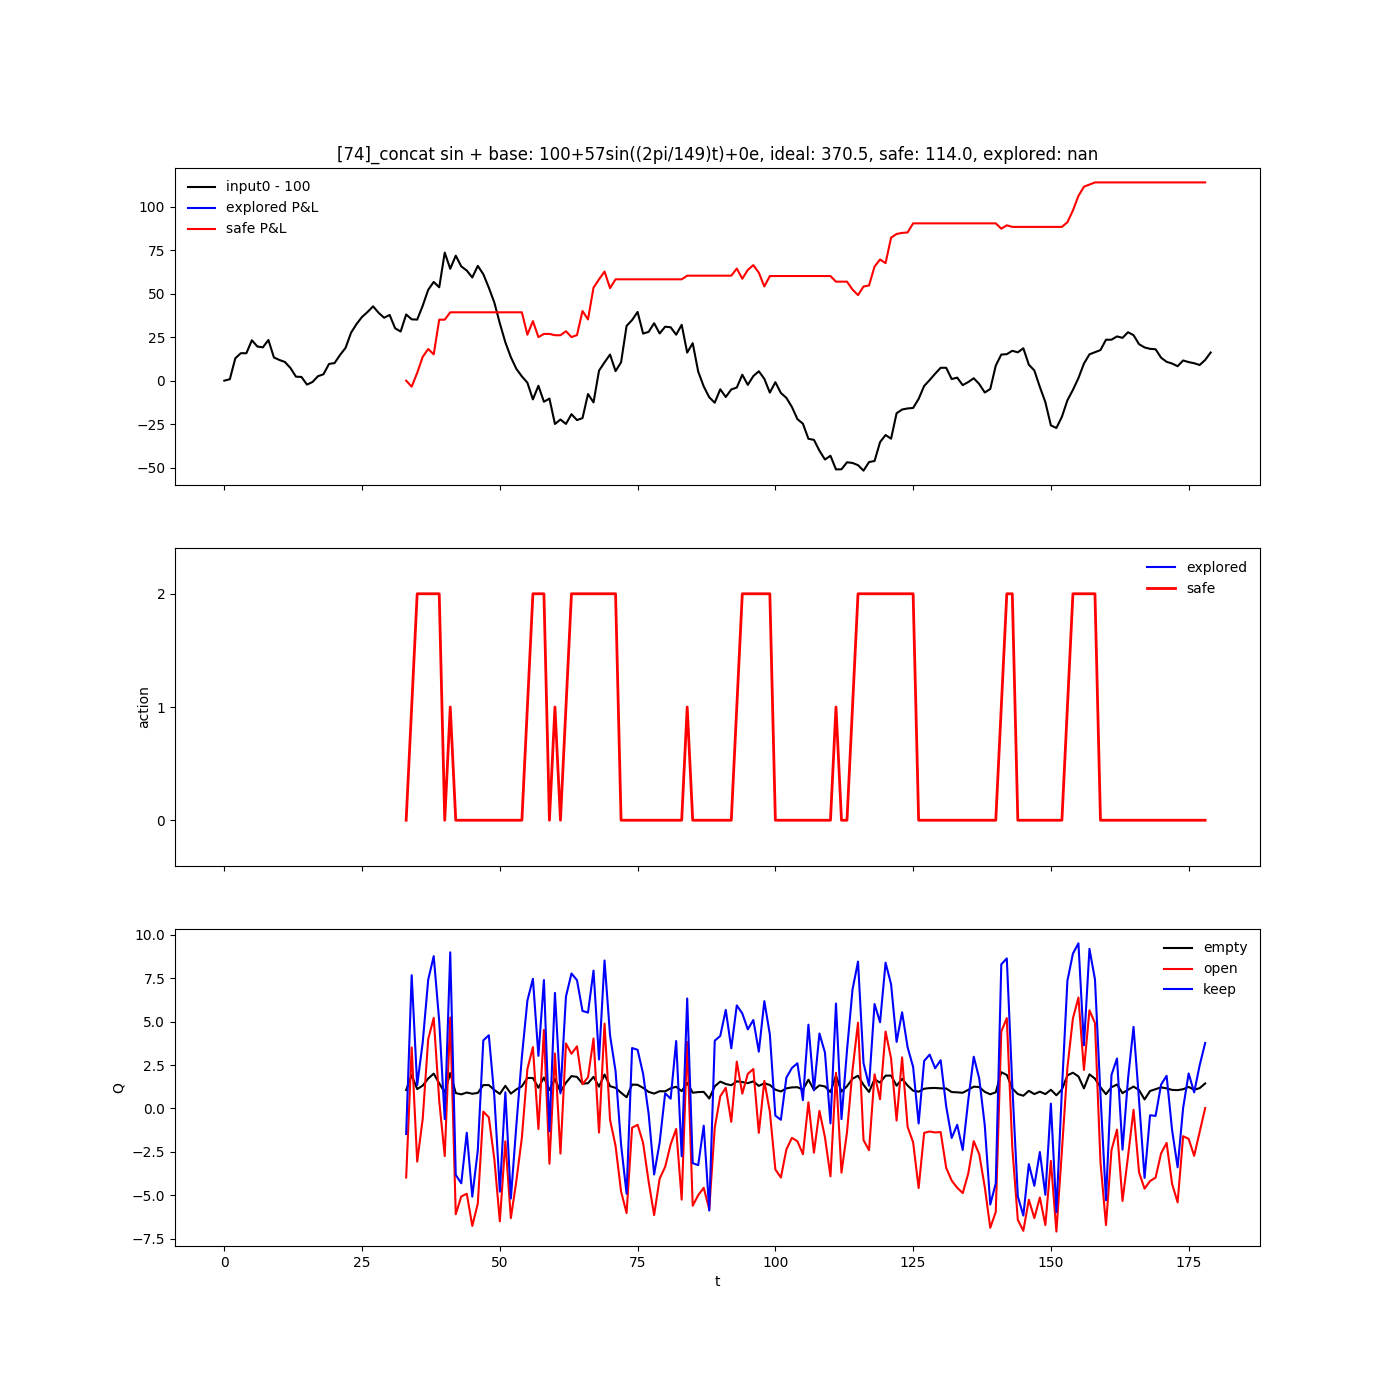 [74]_concat sin + base: 100+57sin((2pi/149)t)+0e, ideal: 370.5, safe: 114.0, explored: nan
input0 - 100
explored P&L
safe P&L
100
75
50
25
0
−25
−50
explored
safe
2
1
0
action
empty
open
keep
10.0
7.5
5.0
2.5
0.0
−2.5
−5.0
−7.5
Q
0 25 50 75 100 125 150 175
t